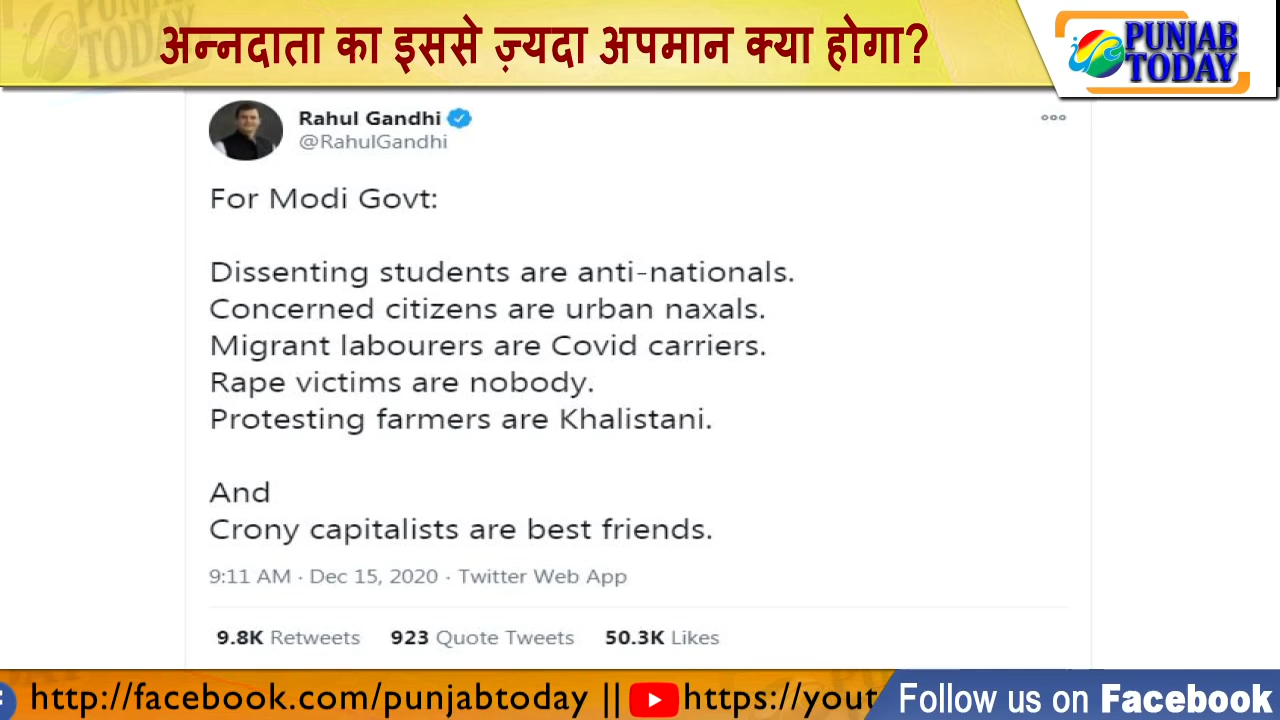 अन्नदाता का इससे ज़्यदा अपमान क्या होगा?
PUNJAB
TODAY
PUNJAB
TODAY
Rahul Gandhi
@RahulGandhi
For Modi Govt:
Dissenting students are anti-nationals.
Concerned citizens are urban naxals.
Migrant labourers are Covid carriers.
Rape victims are nobody.
Protesting farmers are Khalistani.
And
Crony capitalists are best friends.
9:11 AM · Dec 15, 2020 · Twitter Web App
9.8K Retweets 923 Quote Tweets 50.3K Likes
http://facebook.com/punjabtoday || https://yout
Follow us on Facebook